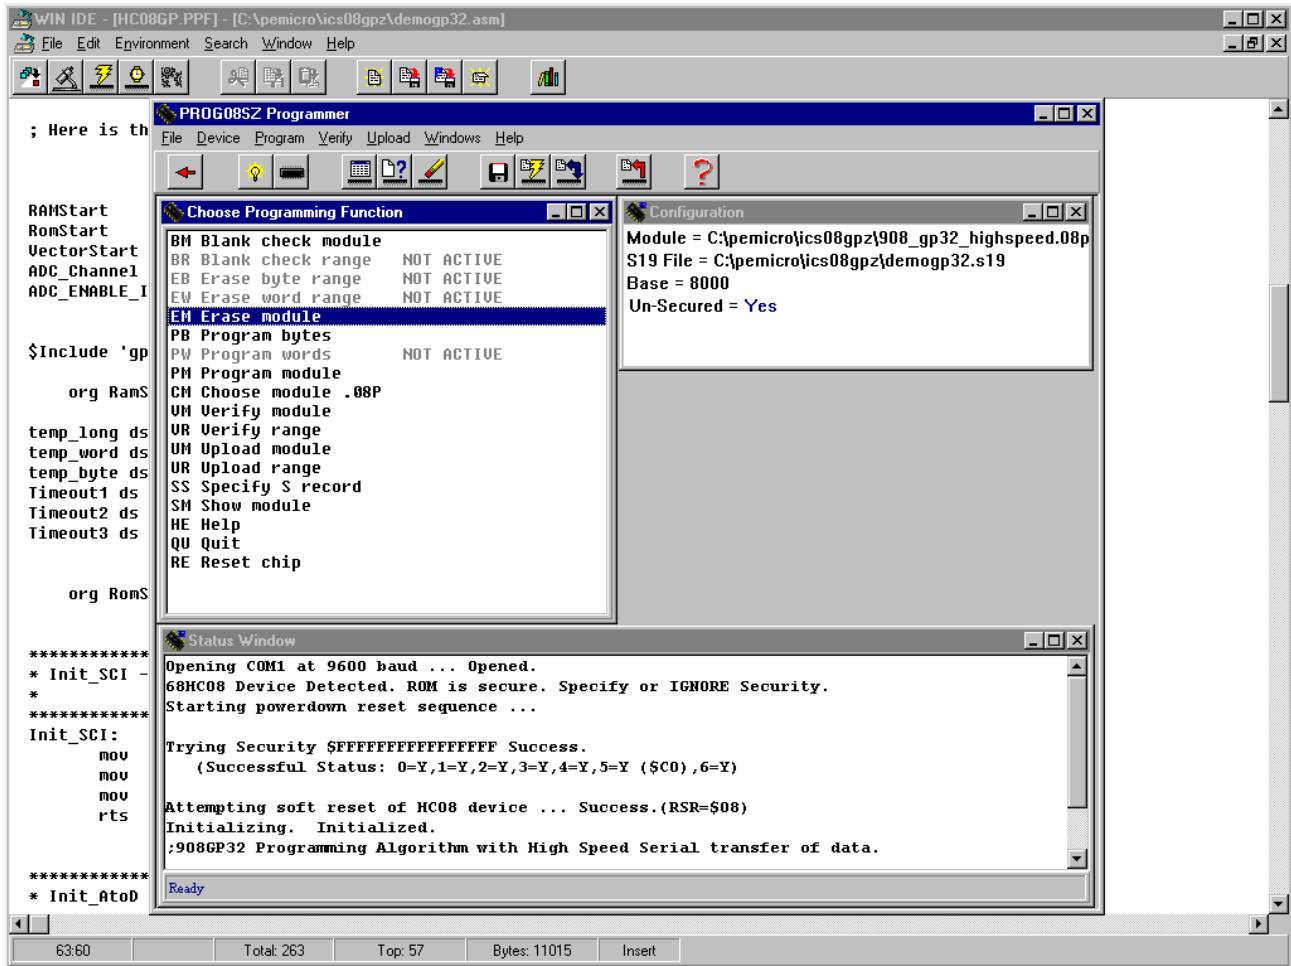 WIN IDE - [HC08GP.PPF] - [C:\pemicro\ics08gpz\demogp32.asm]
File Edit Environment Search Window Help
; Here is th
RAMStart
RomStart
VectorStart
ADC_Channel
ADC_ENABLE_I
$Include 'gp
org RamS
temp_long ds
temp_word ds
temp_byte ds
Timeout1 ds
Timeout2 ds
Timeout3 ds
org RomS
************
* Init_SCI -
*
************
Init_SCI:
mov
mov
mov
rts
************
* Init_AtoD
PROG08SZ Programmer
File Device Program Verify Upload Windows Help
Choose Programming Function
BM Blank check module
BR Blank check range NOT ACTIVE
EB Erase byte range NOT ACTIVE
EW Erase word range NOT ACTIVE
EM Erase module
PB Program bytes
PW Program words NOT ACTIVE
PM Program module
CM Choose module .08P
VM Verify module
VR Verify range
UM Upload module
UR Upload range
SS Specify S record
SM Show module
HE Help
QU Quit
RE Reset chip
Configuration
Module = C:\pemicro\ics08gpz\908_gp32_highspeed.08p
S19 File = C:\pemicro\ics08gpz\demogp32.s19
Base = 8000
Un-Secured = Yes
Status Window
Opening COM1 at 9600 baud ... Opened.
68HC08 Device Detected. ROM is secure. Specify or IGNORE Security.
Starting powerdown reset sequence ...
Trying Security $FFFFFFFFFFFFFFFF Success.
(Successful Status: 0=Y,1=Y,2=Y,3=Y,4=Y,5=Y ($C0),6=Y)
Attempting soft reset of HC08 device ... Success.(RSR=$08)
Initializing. Initialized.
;908GP32 Programming Algorithm with High Speed Serial transfer of data.
Ready
63:60 Total: 263 Top: 57 Bytes: 11015 Insert